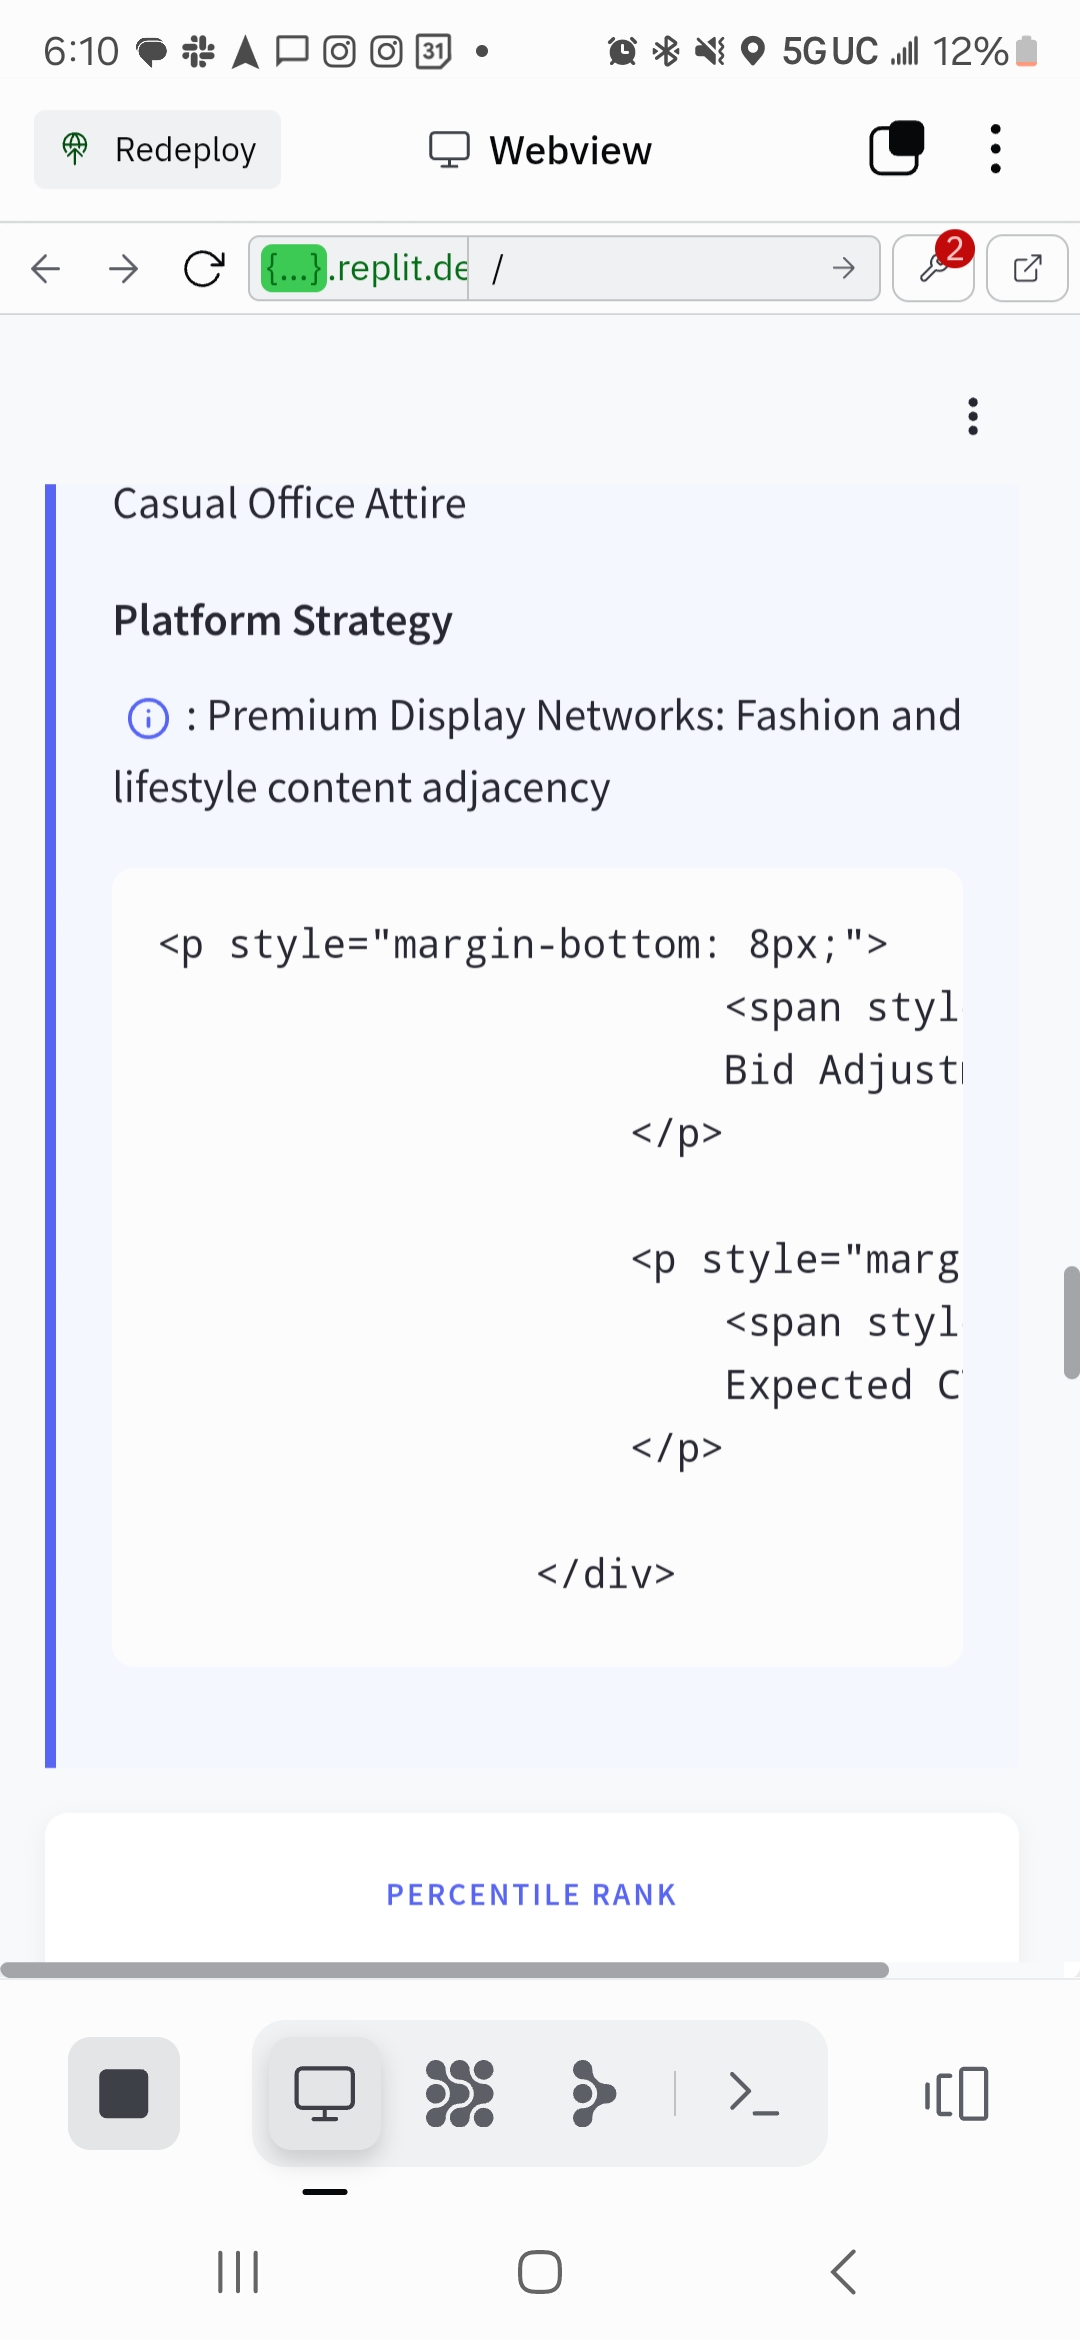 6:10 31 5G UC 12%
Redeploy Webview
{...}.replit.de / 2
Casual Office Attire
Platform Strategy
: Premium Display Networks: Fashion and
lifestyle content adjacency
<p style="margin-bottom: 8px;">
<span styl
Bid Adjust
</p>
<p style="marg
<span styl
Expected C
</p>
</div>
PERCENTILE RANK